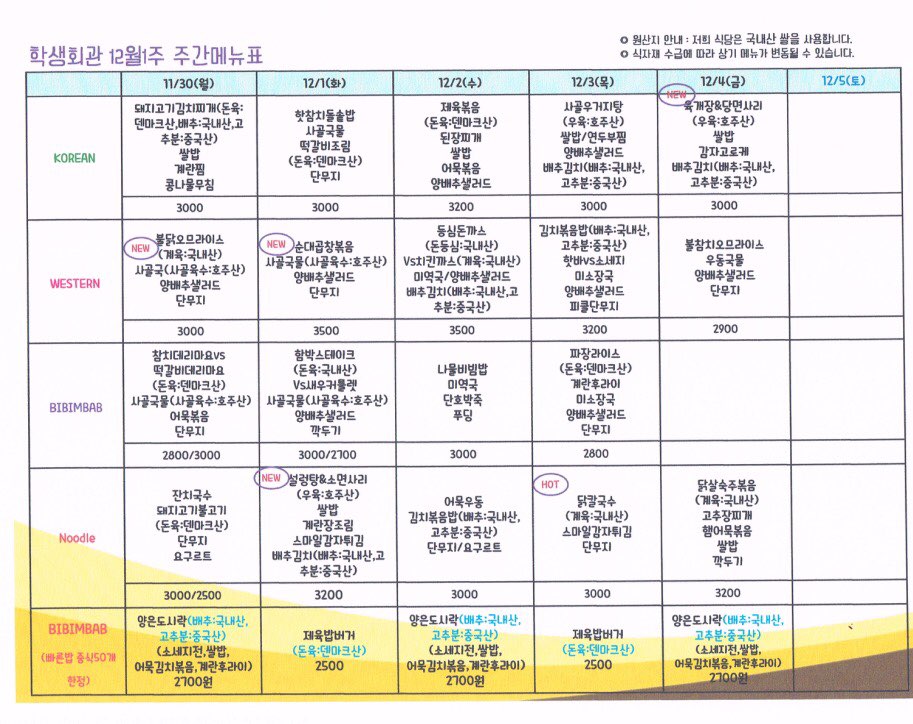 학생회관 12월1주 주간메뉴표
○ 원산지 안내 : 저희 식당은 국내산 쌀을 사용합니다.
○ 식자재 수급에 따라 상기 메뉴가 변동될 수 있습니다.
11/30(월)
12/1(화)
12/2(수)
12/3(목)
12/4(금)
12/5(토)
KOREAN
돼지고기김치찌개(돈육:
덴마크산,배추:국내산,고
추분:중국산)
쌀밥
계란찜
콩나물무침
3000
핫참치돌솥밥
사골국물
떡갈비조림
(돈육:덴마크산)
단무지
3000
제육볶음
(돈육:덴마크산)
된장찌개
쌀밥
어묵볶음
양배추샐러드
3200
사골우거지탕
(우육:호주산)
쌀밥/연두부찜
양배추샐러드
배추김치(배추:국내산,
고추분:중국산)
3000
NEW
육개장&당면사리
(우육:호주산)
쌀밥
감자고로케
배추김치(배추:국내산,
고추분:중국산)
3000
WESTERN
NEW
불닭오므라이스
(계육:국내산)
사골국(사골육수:호주산)
양배추샐러드
단무지
3000
NEW
순대곱창볶음
사골국물(사골육수:호주산)
양배추샐러드
단무지
3500
등심돈까스
(돈등심:국내산)
Vs치킨까스(계육:국내산)
미역국/양배추샐러드
배추김치(배추:국내산,고
추분:중국산)
3500
김치볶음밥(배추:국내산,
고추분:중국산)
핫바vs소세지
미소장국
양배추샐러드
피클단무지
3200
불참치오므라이스
우동국물
양배추샐러드
단무지
2900
BIBIMBAB
참치데리마요vs
떡갈비데리마요
(돈육:덴마크산)
사골국물(사골육수:호주산)
어묵볶음
단무지
2800/3000
함박스테이크
(돈육:국내산)
Vs새우커틀렛
사골국물(사골육수:호주산)
양배추샐러드
깍두기
3000/2700
나물비빔밥
미역국
단호박죽
푸딩
3000
짜장라이스
(돈육:덴마크산)
계란후라이
미소장국
양배추샐러드
단무지
2800
Noodle
잔치국수
돼지고기불고기
(돈육:덴마크산)
단무지
요구르트
3000/2500
NEW
설렁탕&소면사리
(우육:호주산)
쌀밥
계란장조림
스마일감자튀김
배추김치(배추:국내산,고
추분:중국산)
3200
어묵우동
김치볶음밥(배추:국내산,
고추분:중국산)
단무지/요구르트
3000
HOT
닭칼국수
(계육:국내산)
스마일감자튀김
단무지
3000
닭살숙주볶음
(계육:국내산)
고추장찌개
햄어묵볶음
쌀밥
깍두기
3200
BIBIMBAB
(빠른밥 중식50개
한정)
양은도시락(배추:국내산,
고추분:중국산)
(소세지전,쌀밥,
어묵김치볶음,계란후라이)
2700원
제육밥버거
(돈육:덴마크산)
2500
양은도시락(배추:국내산,
고추분:중국산)
(소세지전,쌀밥,
어묵김치볶음,계란후라이)
2700원
제육밥버거
(돈육:덴마크산)
2500
양은도시락(배추:국내산,
고추분:중국산)
(소세지전,쌀밥,
어묵김치볶음,계란후라이)
2700원